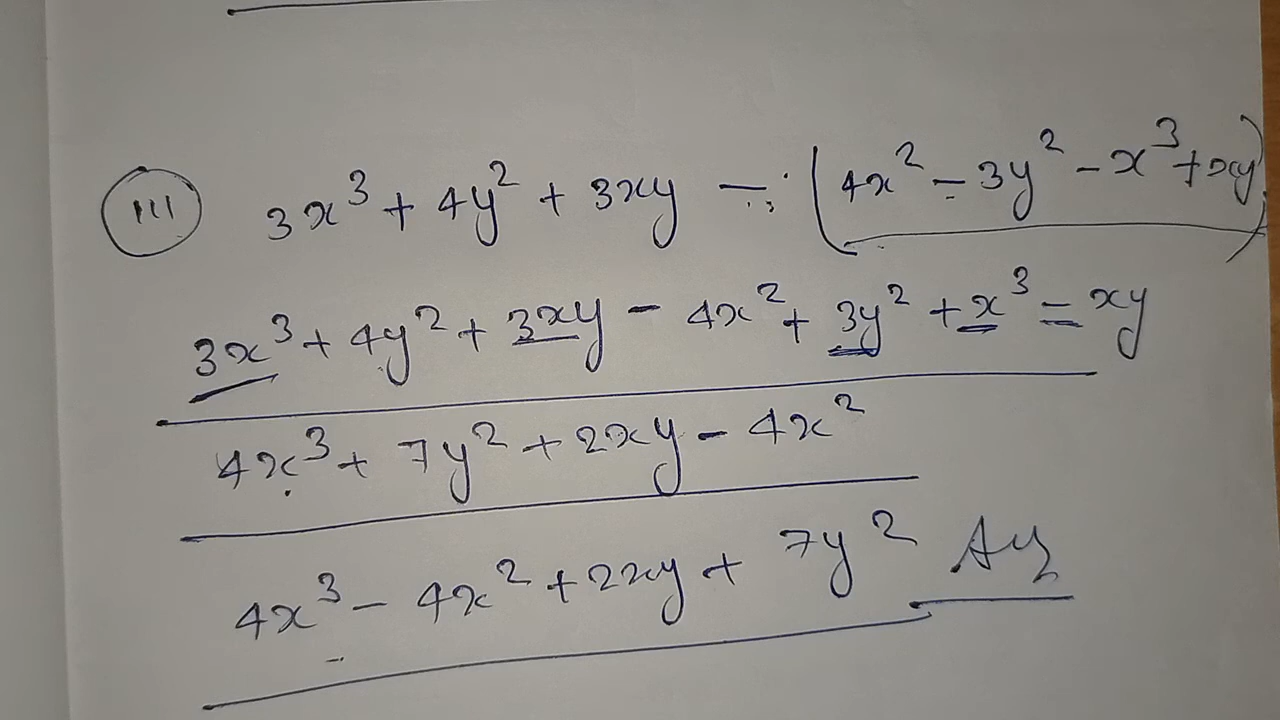 (III) 3x³ + 4y² + 3xy - (4x² - 3y² - x³ + xy)
3x³ + 4y² + 3xy - 4x² + 3y² + x³ = xy
4x³ + 7y² + 2xy - 4x²
4x³ - 4x² + 2xy + 7y² Ay